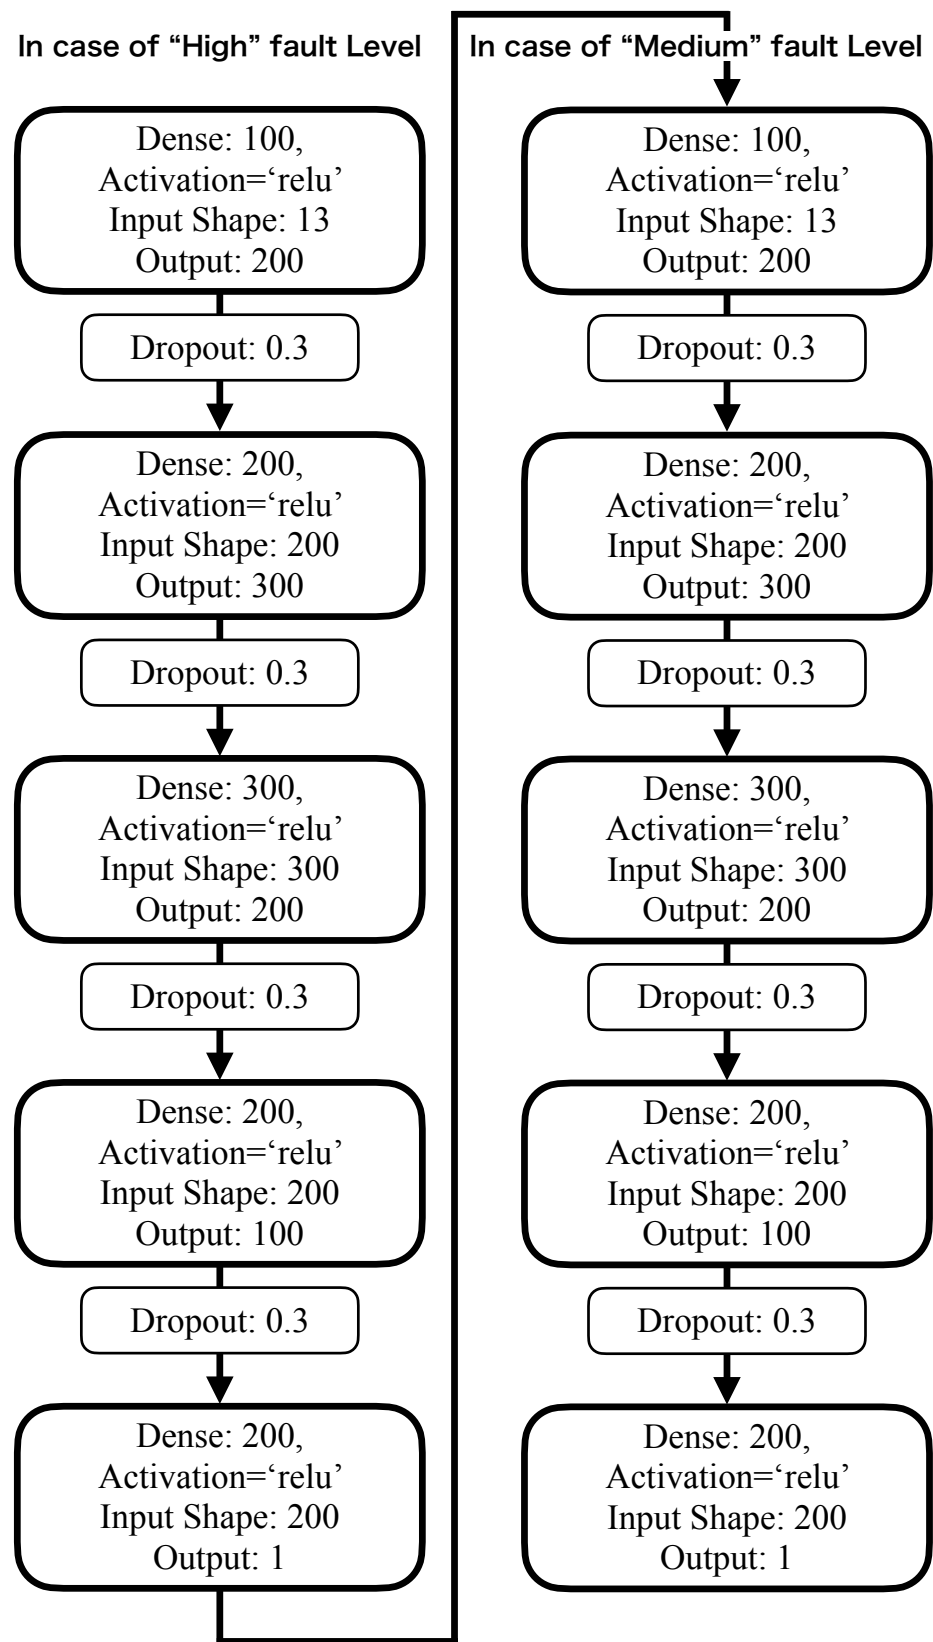 In case of “High” fault Level
Dense: 100,
Activation=‘relu’
Input Shape: 13
Output: 200
Dropout: 0.3
Dense: 200,
Activation=‘relu’
Input Shape: 200
Output: 300
Dropout: 0.3
Dense: 300,
Activation=‘relu’
Input Shape: 300
Output: 200
Dropout: 0.3
Dense: 200,
Activation=‘relu’
Input Shape: 200
Output: 100
Dropout: 0.3
Dense: 200,
Activation=‘relu’
Input Shape: 200
Output: 1
In case of “Medium” fault Level
Dense: 100,
Activation=‘relu’
Input Shape: 13
Output: 200
Dropout: 0.3
Dense: 200,
Activation=‘relu’
Input Shape: 200
Output: 300
Dropout: 0.3
Dense: 300,
Activation=‘relu’
Input Shape: 300
Output: 200
Dropout: 0.3
Dense: 200,
Activation=‘relu’
Input Shape: 200
Output: 100
Dropout: 0.3
Dense: 200,
Activation=‘relu’
Input Shape: 200
Output: 1